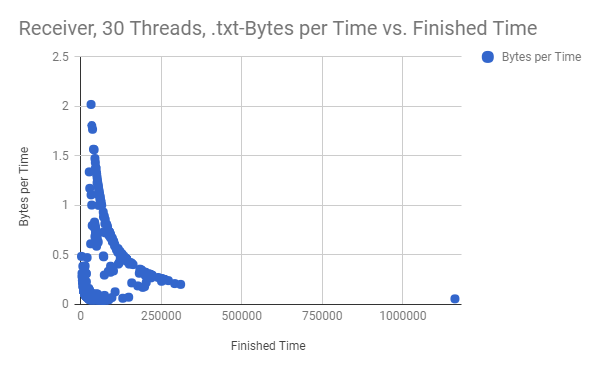 Receiver, 30 Threads, .txt-Bytes per Time vs. Finished Time
2.5
Bytes per Time
2
1.5
Bytes per Time
1
0.5
0
0
250000
500000
750000
1000000
Finished Time